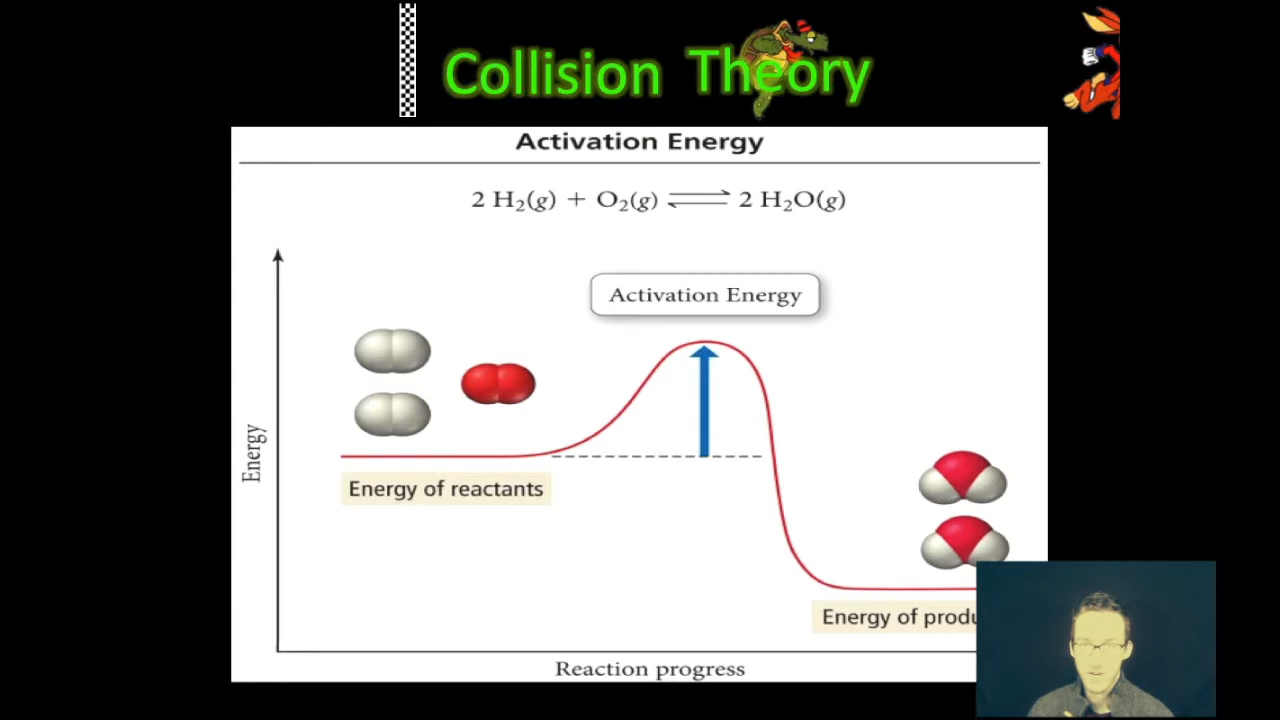 Collision Theory
Activation Energy
2 H₂(g) + O₂(g) ⇌ 2 H₂O(g)
Activation Energy
Energy
Energy of reactants
Energy of produ
Reaction progress